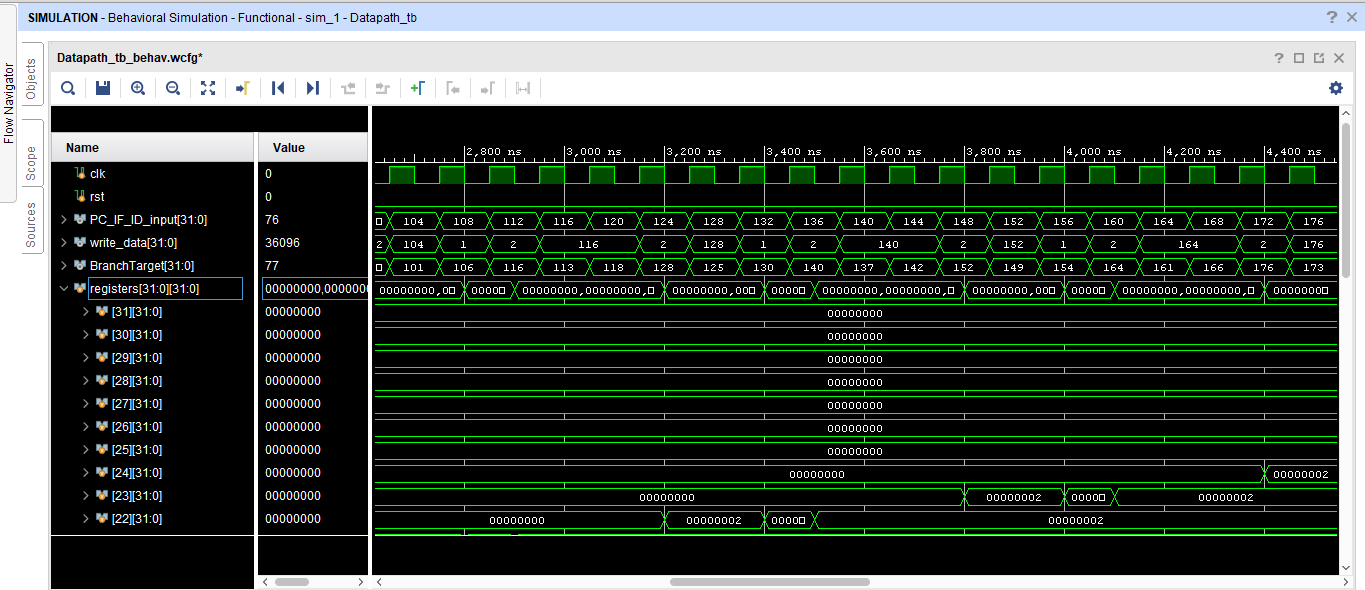 SIMULATION - Behavioral Simulation - Functional - sim_1 - Datapath_tb
Flow Navigator
Objects
Scope
Sources
Datapath_tb_behav.wcfg*
Name Value
2,800 ns 3,000 ns 3,200 ns 3,400 ns 3,600 ns 3,800 ns 4,000 ns 4,200 ns 4,400 ns
clk 0
rst 0
PC_IF_ID_input[31:0] 76 104 108 112 116 120 124 128 132 136 140 144 148 152 156 160 164 168 172 176
write_data[31:0] 36096 2 104 1 2 116 2 128 1 2 140 2 152 1 2 164 2 176
BranchTarget[31:0] 77 101 106 116 113 118 128 125 130 140 137 142 152 149 154 164 161 166 176 173
registers[31:0][31:0] 00000000,0000000 00000000,0 0000 00000000,00000000, 00000000,00 0000 00000000,00000000, 00000000,00 0000 00000000,00000000, 0000000
[31][31:0] 00000000 00000000
[30][31:0] 00000000 00000000
[29][31:0] 00000000 00000000
[28][31:0] 00000000 00000000
[27][31:0] 00000000 00000000
[26][31:0] 00000000 00000000
[25][31:0] 00000000 00000000
[24][31:0] 00000000 00000000 00000002
[23][31:0] 00000000 00000000 00000002 0000 00000002
[22][31:0] 00000000 00000000 00000002 0000 00000002